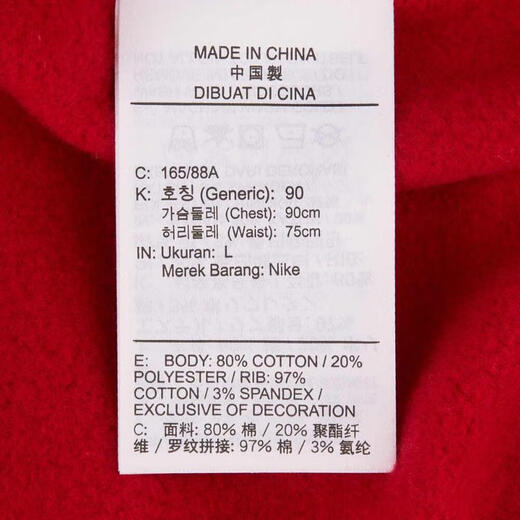 MADE IN CHINA
中国製
DIBUAT DI CINA
C: 165/88A
K: 호칭 (Generic): 90
가슴둘레 (Chest): 90cm
허리둘레 (Waist): 75cm
IN: Ukuran: L
Merek Barang: Nike
E: BODY: 80% COTTON / 20%
POLYESTER / RIB: 97%
COTTON / 3% SPANDEX /
EXCLUSIVE OF DECORATION
C: 面料: 80% 棉 / 20% 聚酯纤
维 / 罗纹拼接: 97% 棉 / 3% 氨纶